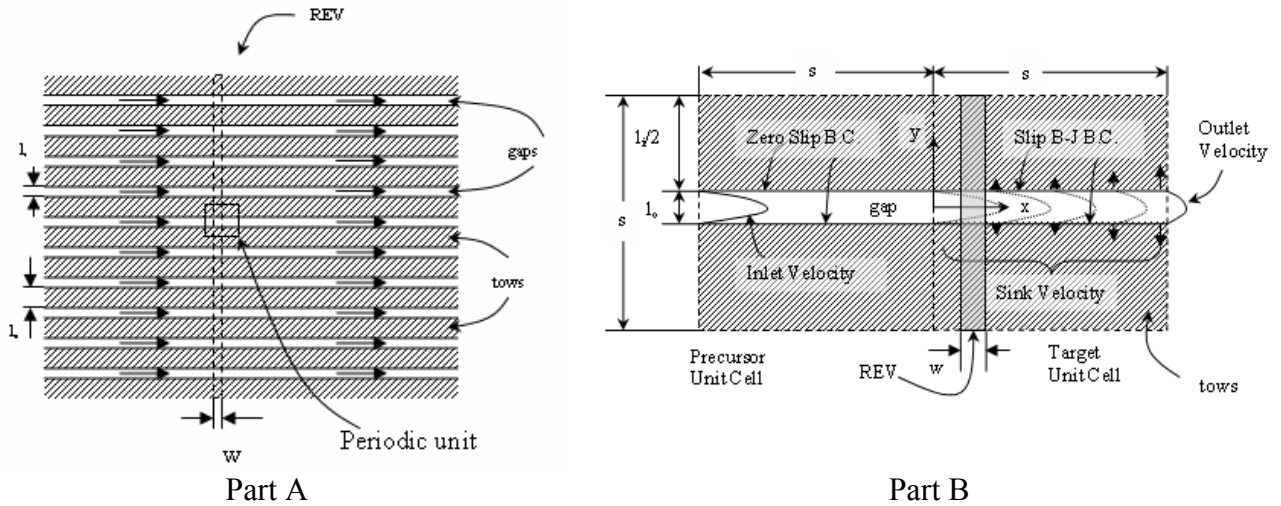 REV
l
gaps
tows
l
W
Periodic unit
Part A
s
s
l /2
Zero Slip B.C.
y
Slip B-J B.C.
Outlet
Velocity
s
l
gap
x
Inlet Velocity
Sink Velocity
Precursor
Unit Cell
w
REV
Target
Unit Cell
tows
Part B